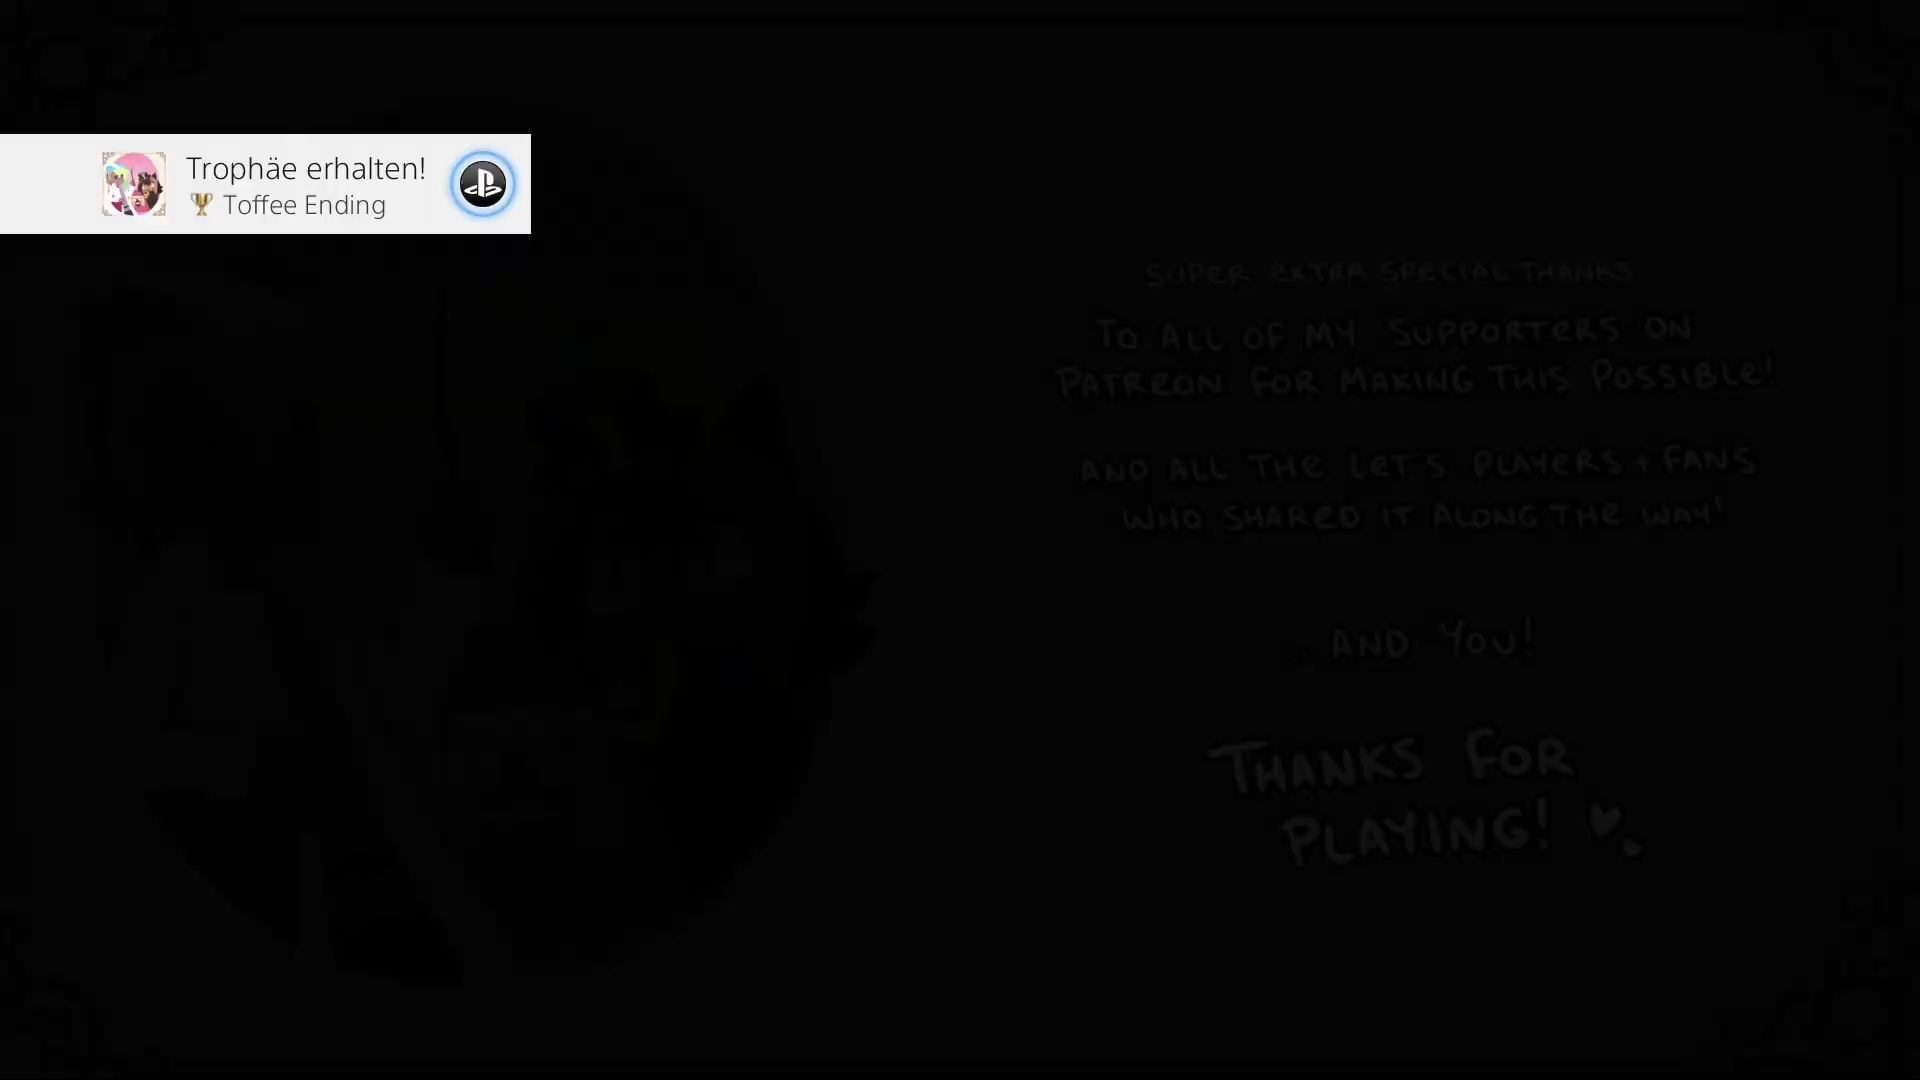 Trophäe erhalten!
Toffee Ending
SUPER EXTRA SPECIAL THANKS
TO ALL OF MY SUPPORTERS ON
PATREON FOR MAKING THIS POSSIBLE!
AND ALL THE LET'S PLAYERS + FANS
WHO SHARED IT ALONG THE WAY!
.. AND YOU!
THANKS FOR
PLAYING!